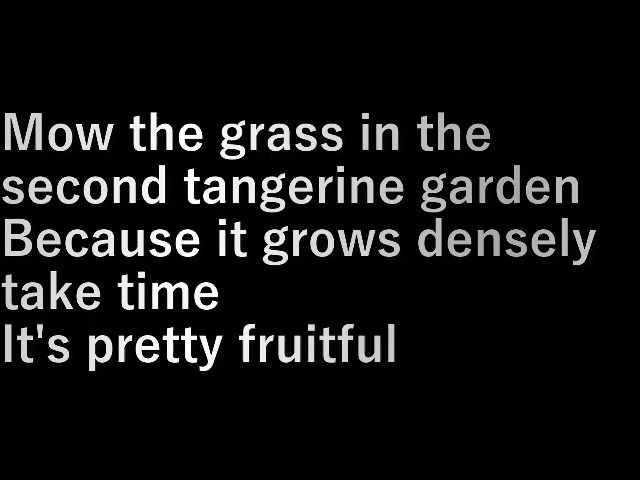 Mow the grass in the
second tangerine garden
Because it grows densely
take time
It's pretty fruitful